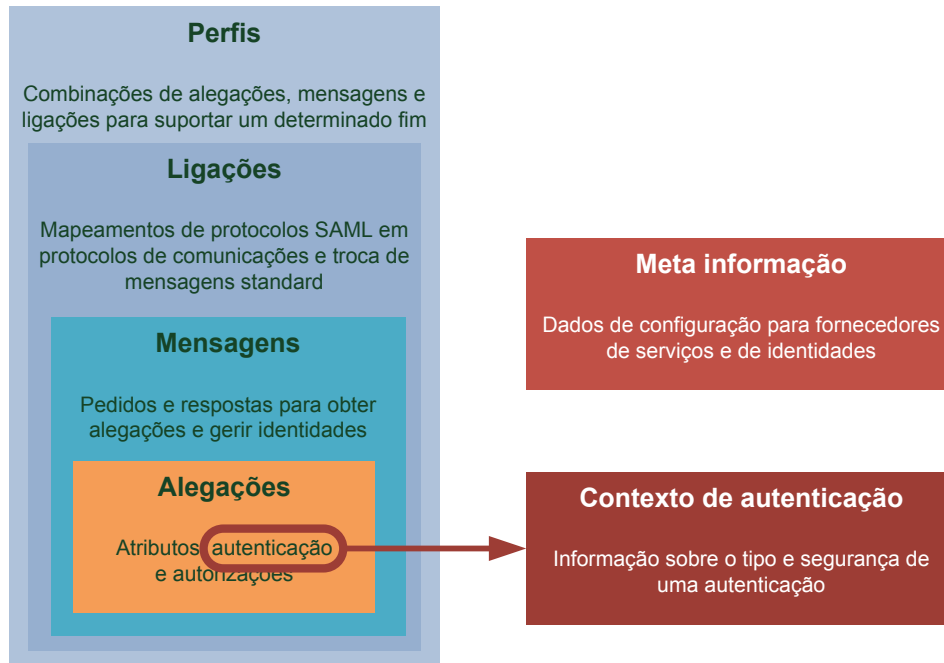 Perfis
Combinações de alegações, mensagens e
ligações para suportar um determinado fim
Ligações
Mapeamentos de protocolos SAML em
protocolos de comunicações e troca de
mensagens standard
Mensagens
Pedidos e respostas para obter
alegações e gerir identidades
Alegações
Atributos autenticação
e autorizações
Meta informação
Dados de configuração para fornecedores
de serviços e de identidades
Contexto de autenticação
Informação sobre o tipo e segurança de
uma autenticação